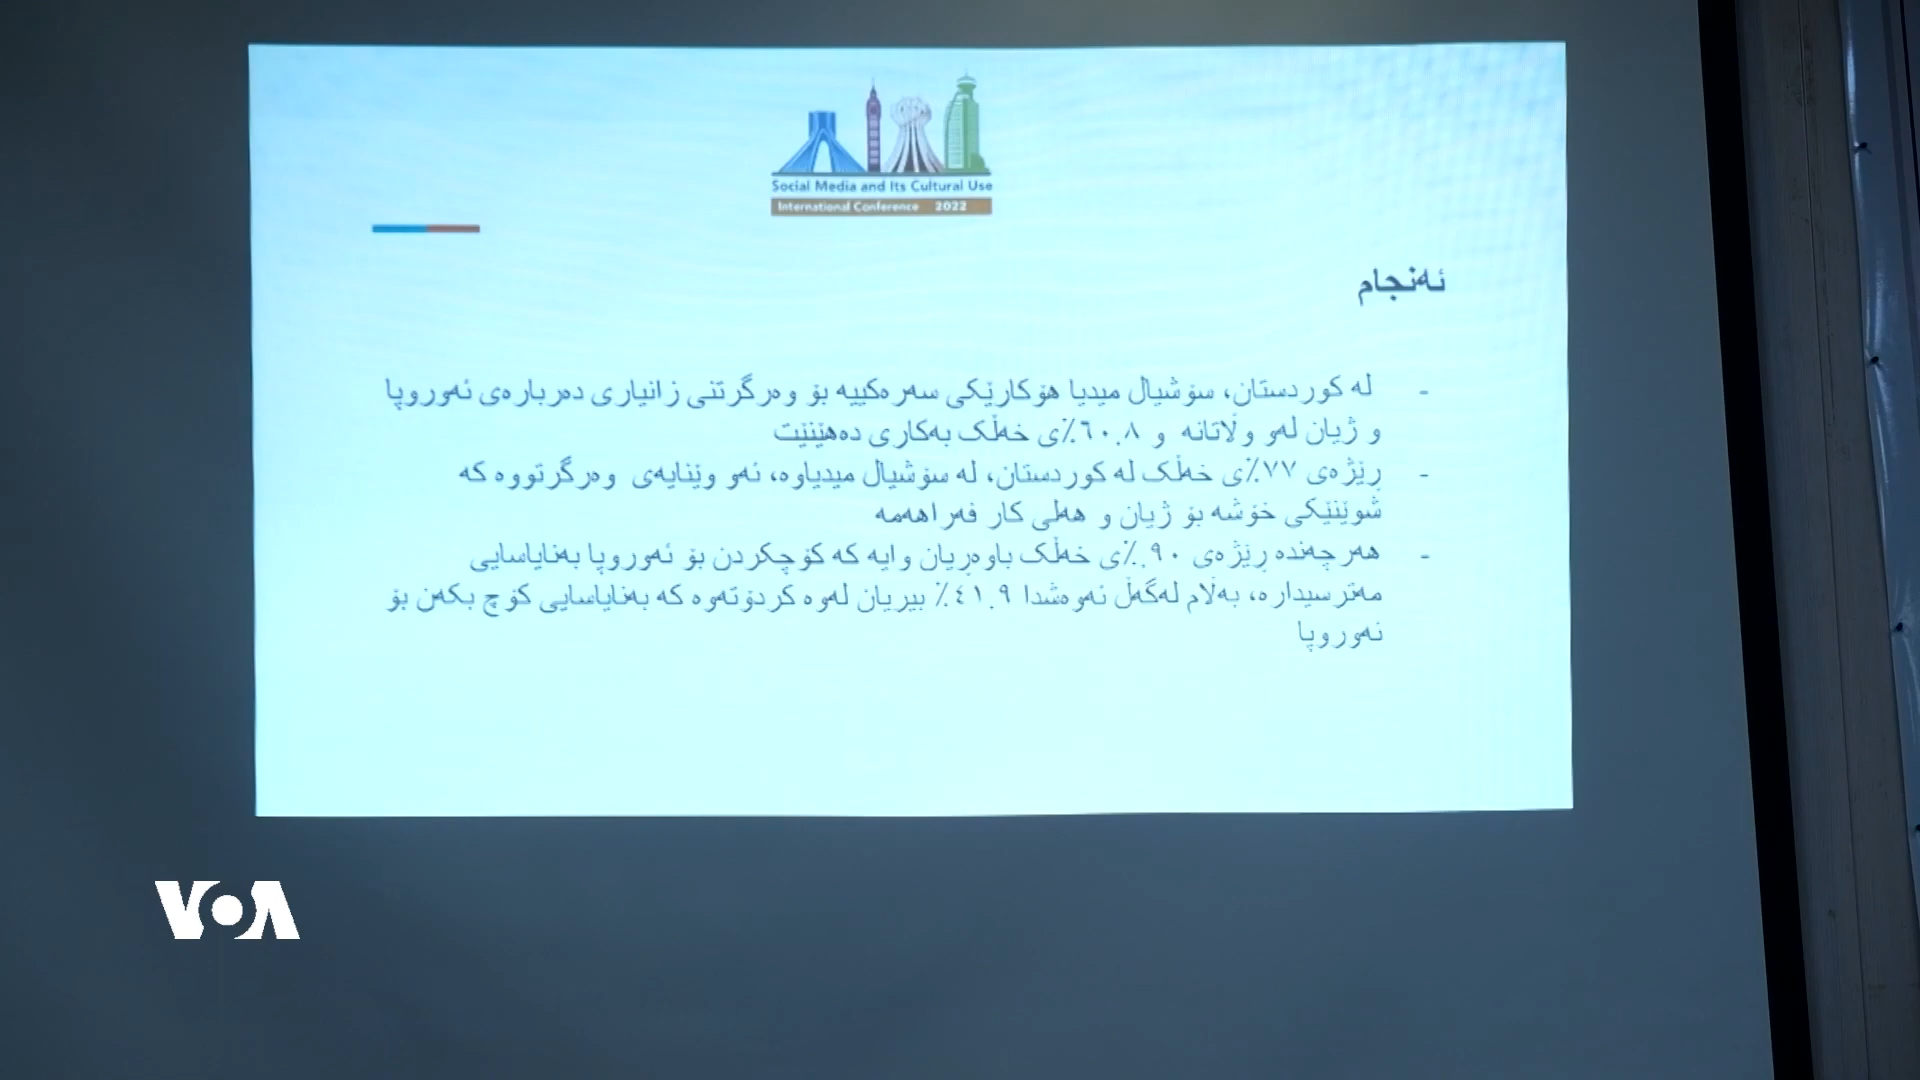 Social Media and Its Cultural Use
International Conference 2022
ئەنجام
- لە کوردستان، سۆشیال میدیا هۆکارێکی سەرەکییە بۆ وەرگرتنی زانیاری دەربارەی ئەوروپا
و ژیان لەو وڵاتانە و ٦٠.٨٪ی خەڵک بەکاری دەهێنێت
- ڕێژەی ٧٧٪ی خەڵک لە کوردستان، لە سۆشیال میدیاوە، ئەو وێنایەی وەرگرتووە کە
شوێنێکی خۆشە بۆ ژیان و هەلی کار فەراهەمە
- هەرچەندە ڕێژەی ٩٠.٪ی خەڵک باوەڕیان وایە کە کۆچکردن بۆ ئەوروپا بەنایاسایی
مەترسیدارە، بەڵام لەگەڵ ئەوەشدا ٤١.٩٪ بیریان لەوە کردۆتەوە کە بەنایاسایی کۆچ بکەن بۆ
ئەوروپا
VOA